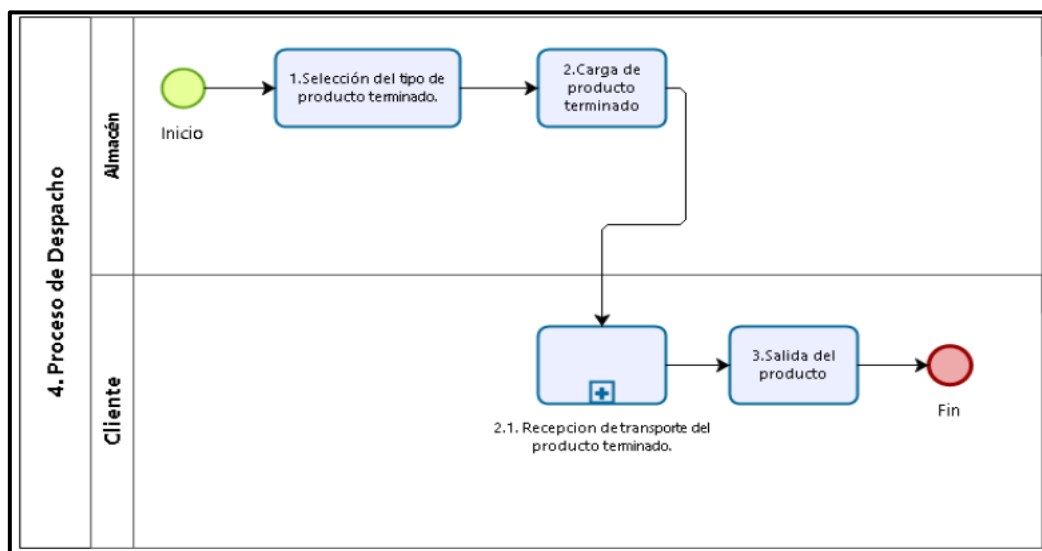 4. Proceso de Despacho
Almacén
Inicio
1.Selección del tipo de
producto terminado.
2.Carga de
producto
terminado
Cliente
2.1. Recepcion de transporte del
producto terminado.
3.Salida del
producto
Fin